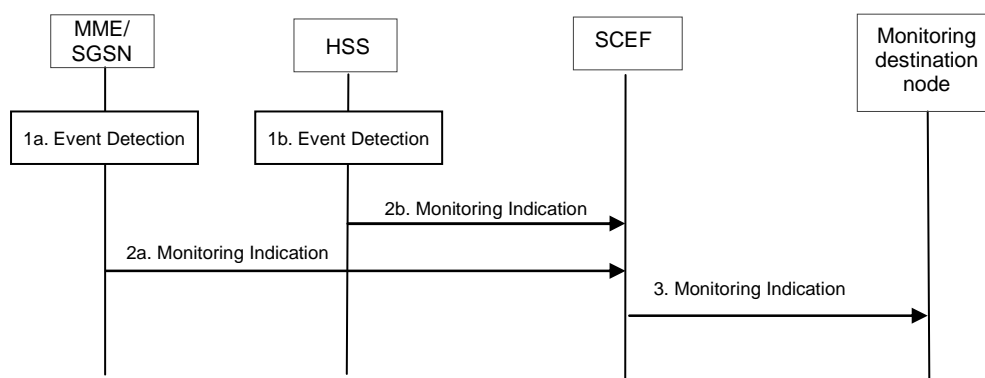 MME/
SGSN
HSS
SCEF
Monitoring
destination
node
1a. Event Detection
1b. Event Detection
2b. Monitoring Indication
2a. Monitoring Indication
3. Monitoring Indication